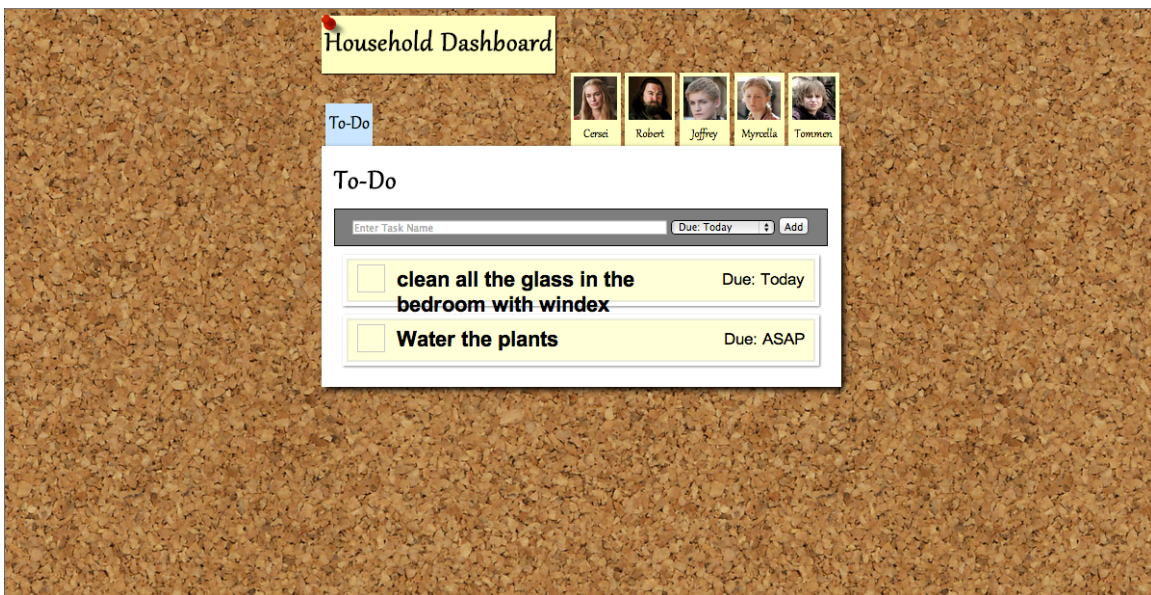 Household Dashboard
To-Do
Cersei Robert Joffrey Myrcella Tommen
To-Do
Enter Task Name Due: Today Add
clean all the glass in the Due: Today
bedroom with windex
Water the plants Due: ASAP